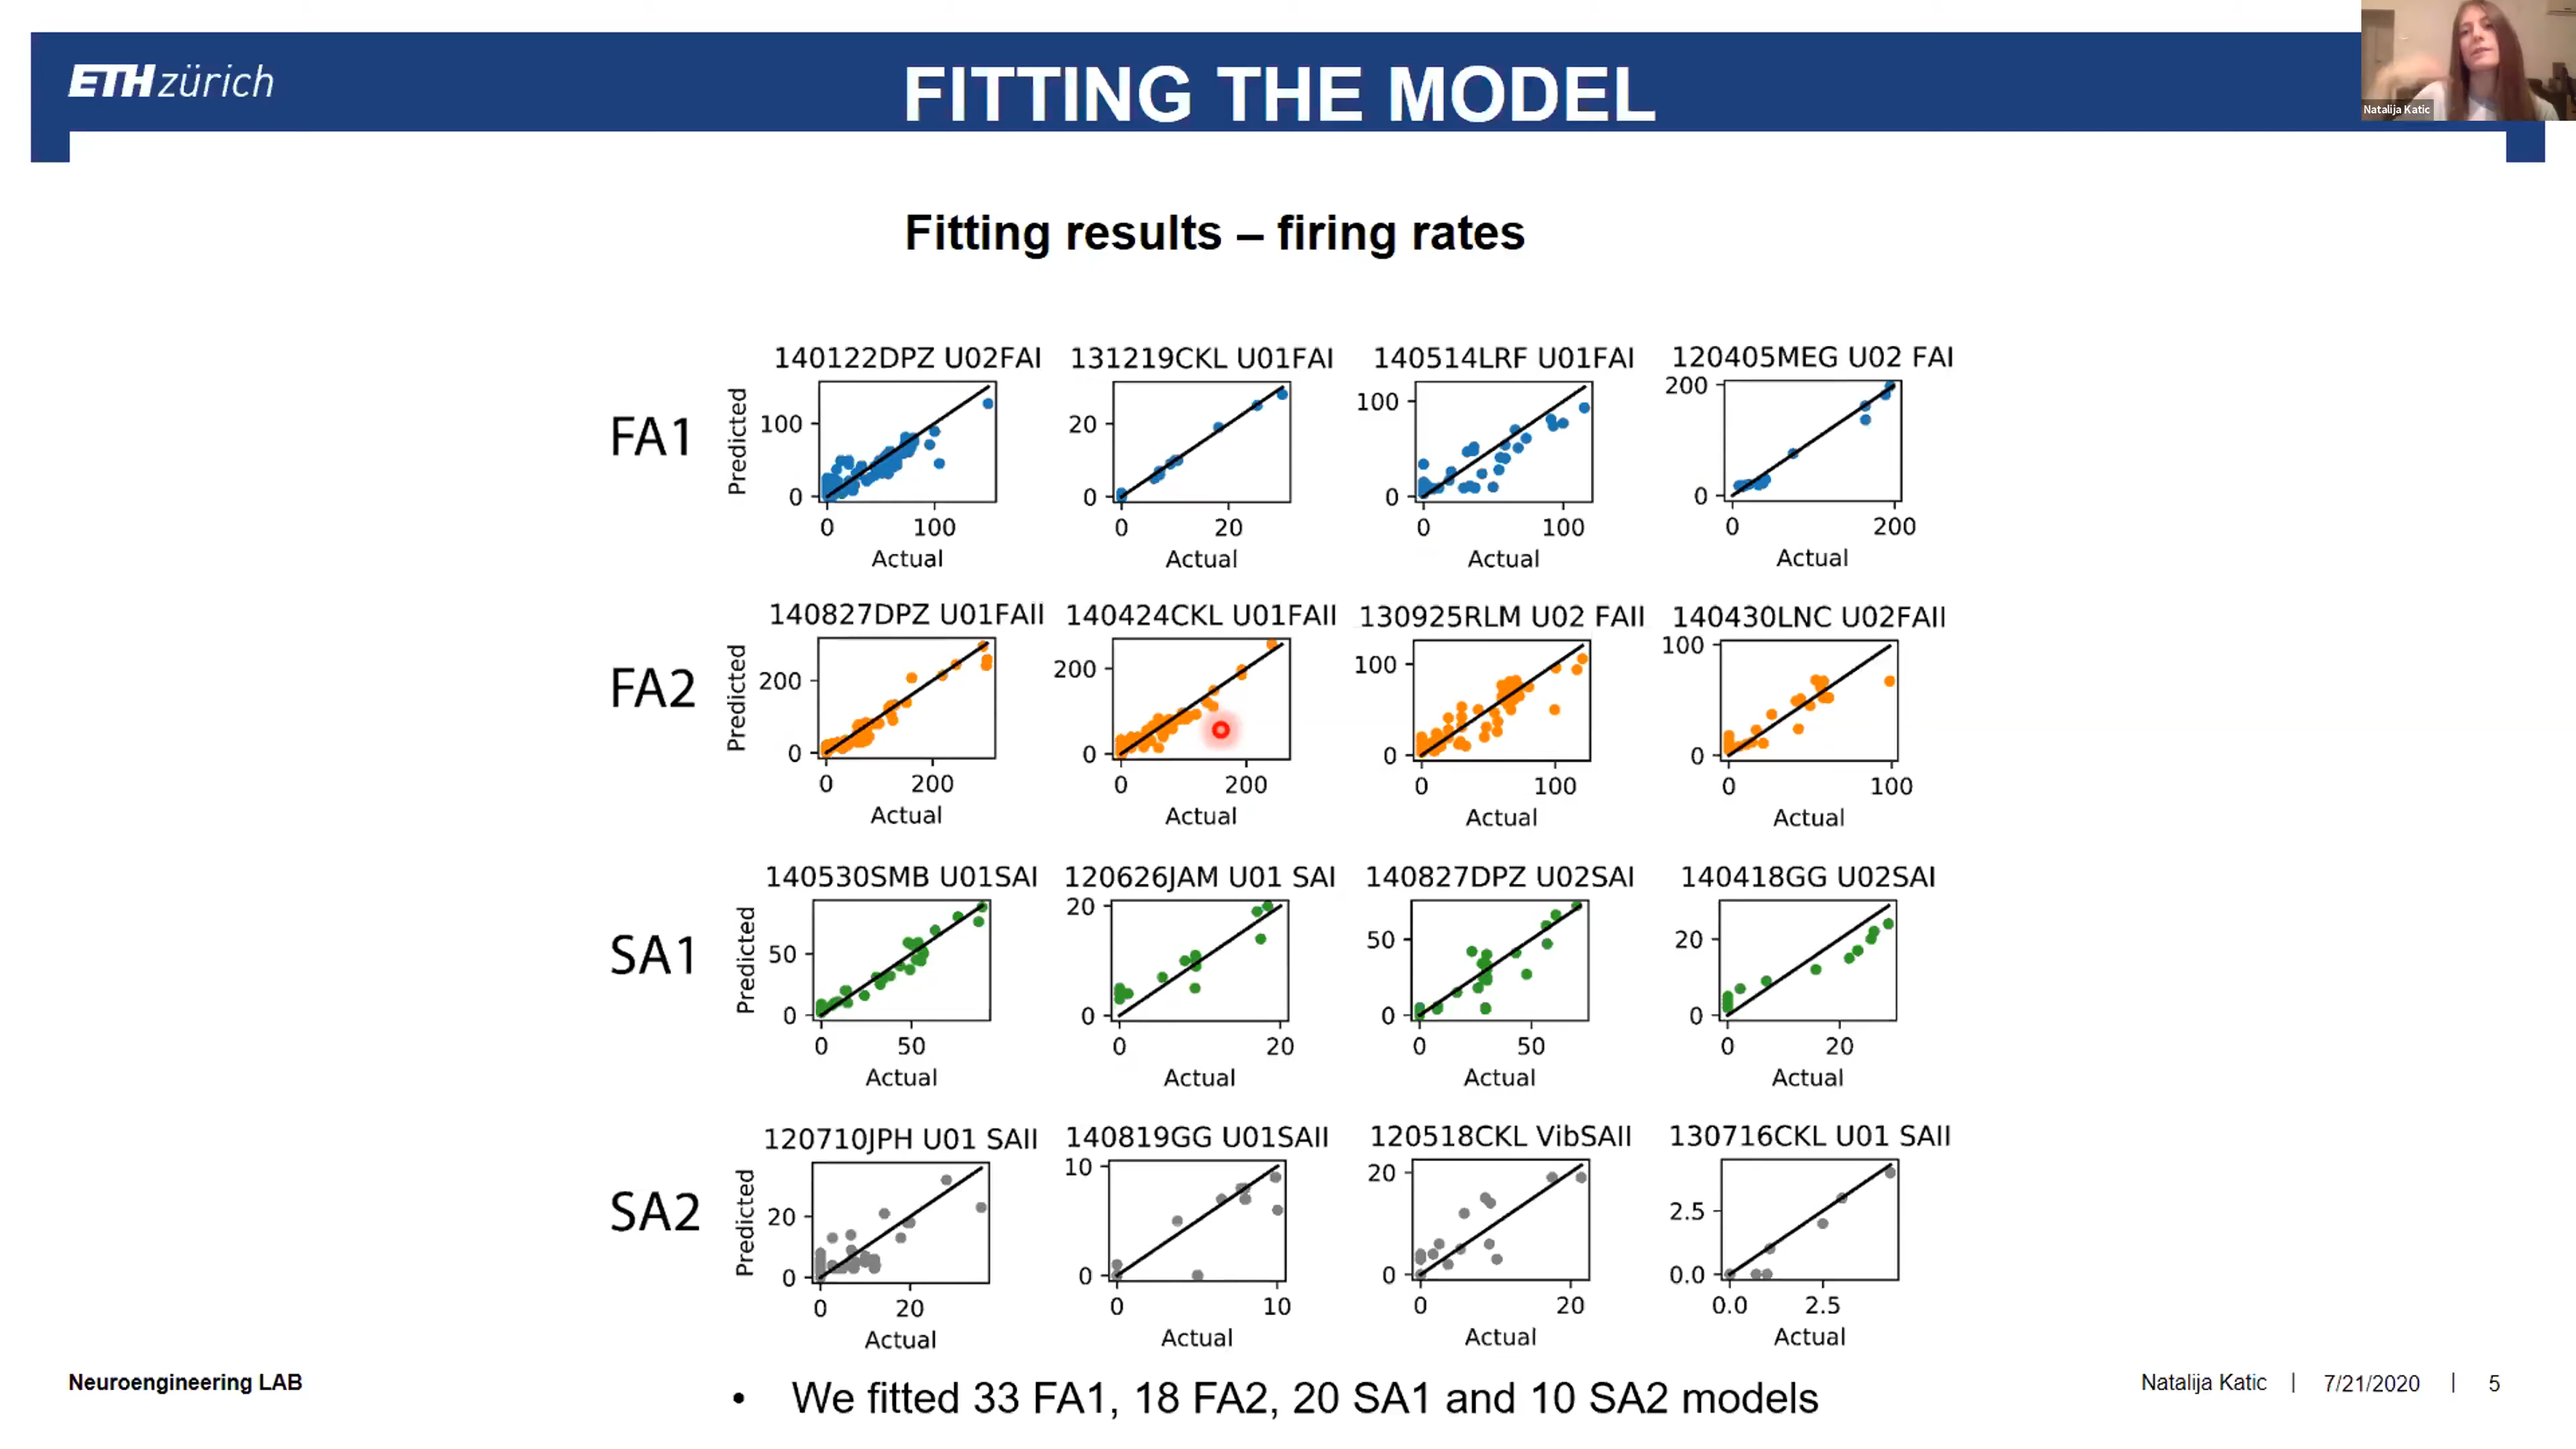 ETH zürich
FITTING THE MODEL
Natalija Katic
Fitting results – firing rates
FA1
140122DPZ U02FAI
Predicted
100
0
0 100
Actual
131219CKL U01FAI
20
0
0 20
Actual
140514LRF U01FAI
100
0
0 100
Actual
120405MEG U02 FAI
200
0
0 200
Actual
FA2
140827DPZ U01FAII
Predicted
200
0
0 200
Actual
140424CKL U01FAII
200
0
0 200
Actual
130925RLM U02 FAII
100
0
0 100
Actual
140430LNC U02FAII
100
0
0 100
Actual
SA1
140530SMB U01SAI
Predicted
50
0
0 50
Actual
120626JAM U01 SAI
20
0
0 20
Actual
140827DPZ U02SAI
50
0
0 50
Actual
140418GG U02SAI
20
0
0 20
Actual
SA2
120710JPH U01 SAII
Predicted
20
0
0 20
Actual
140819GG U01SAII
10
0
0 10
Actual
120518CKL VibSAII
20
0
0 20
Actual
130716CKL U01 SAII
2.5
0.0
0.0 2.5
Actual
• We fitted 33 FA1, 18 FA2, 20 SA1 and 10 SA2 models
Neuroengineering LAB
Natalija Katic | 7/21/2020 | 5